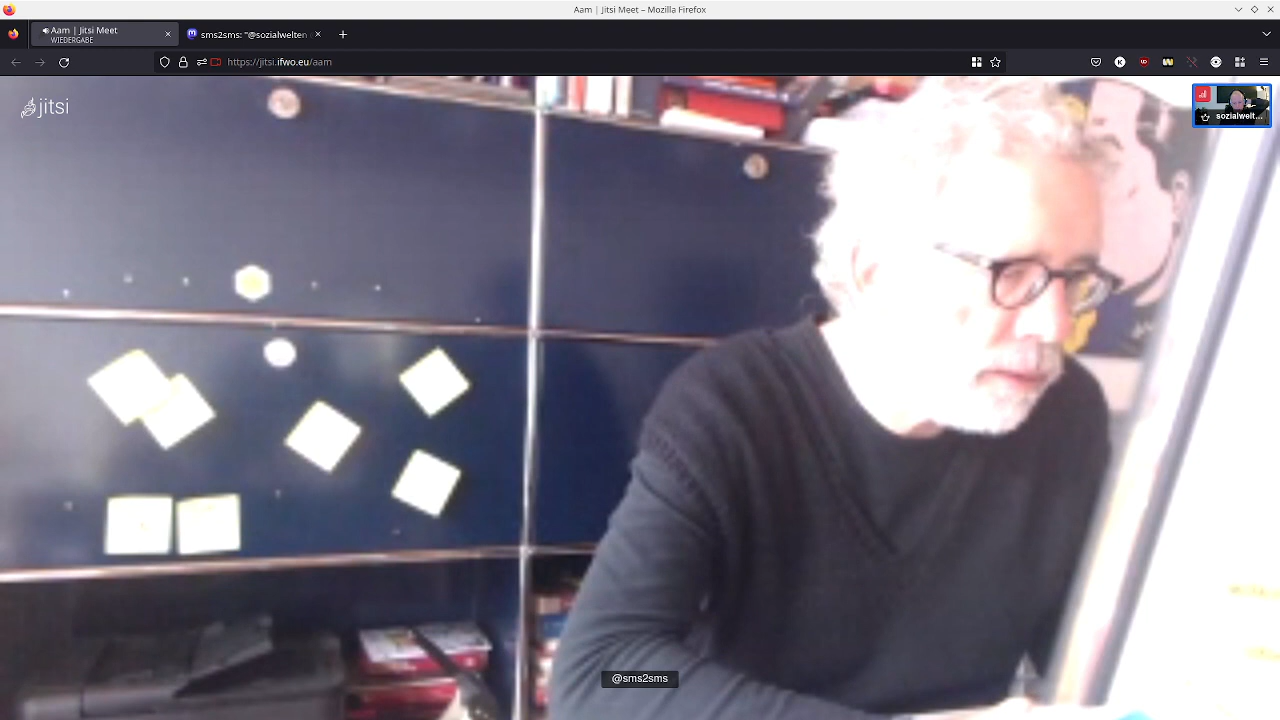 Aam | Jitsi Meet – Mozilla Firefox
Aam | Jitsi Meet
WIEDERGABE
sms2sms: "@sozialwelten
https://jitsi.ifwo.eu/aam
jitsi
sozialwelt...
@sms2sms